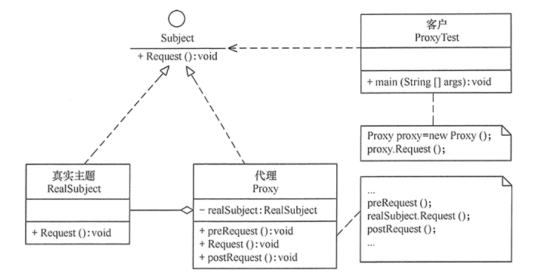 Subject
+ Request():void
客户
ProxyTest
+ main (String [] args):void
Proxy proxy=new Proxy ();
proxy.Request ();
真实主题
RealSubject
+ Request():void
代理
Proxy
- realSubject:RealSubject
+ preRequest():void
+ Request():void
+ postRequest():void
...
preRequest ();
realSubject.Request ();
postRequest ();
...